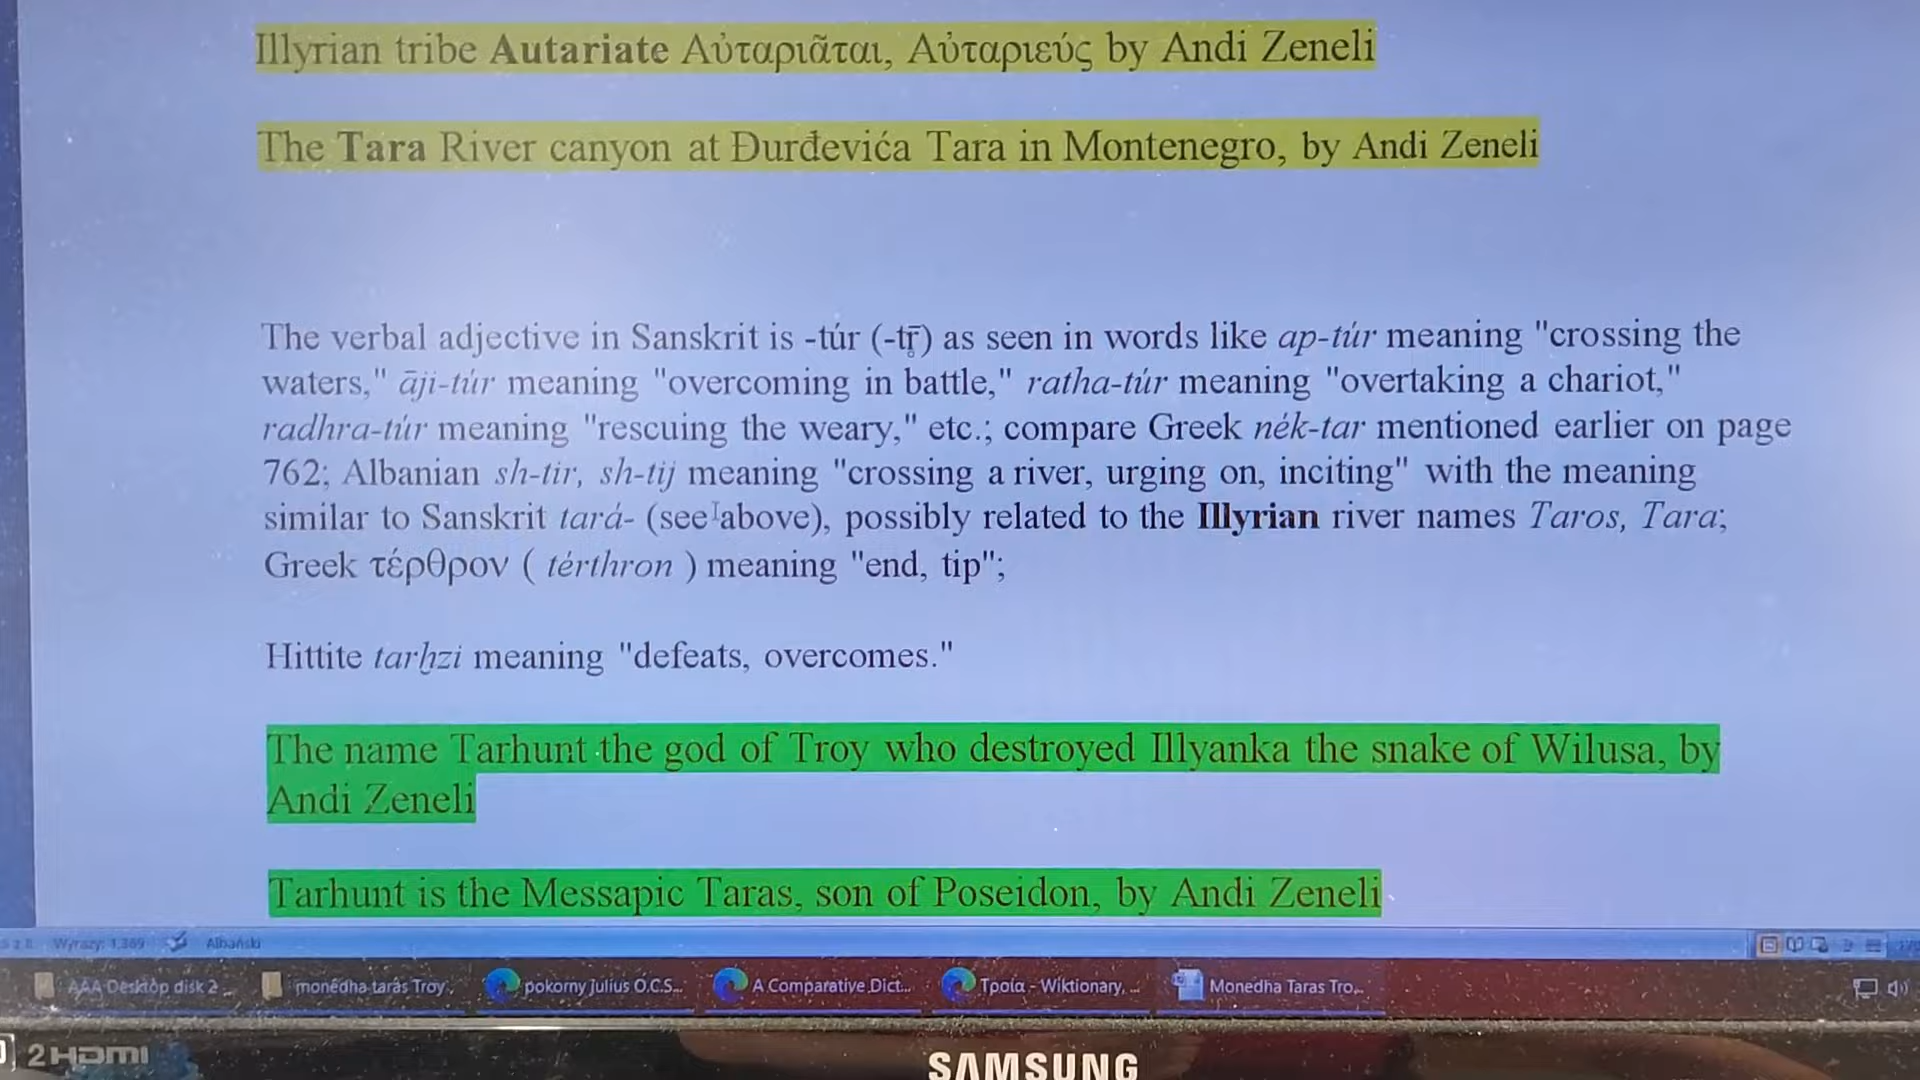 Illyrian tribe Autariate Αὐταριᾶται, Αὐταριεύς by Andi Zeneli
The Tara River canyon at Đurđevića Tara in Montenegro, by Andi Zeneli
The verbal adjective in Sanskrit is -túr (-tr̥̄) as seen in words like ap-túr meaning "crossing the
waters," āji-túr meaning "overcoming in battle," ratha-túr meaning "overtaking a chariot,"
radhra-túr meaning "rescuing the weary," etc.; compare Greek nék-tar mentioned earlier on page
762; Albanian sh-tir, sh-tij meaning "crossing a river, urging on, inciting" with the meaning
similar to Sanskrit tará- (see above), possibly related to the Illyrian river names Taros, Tara;
Greek τέρθρον ( térthron ) meaning "end, tip";
Hittite tarḫzi meaning "defeats, overcomes."
The name Tarhunt the god of Troy who destroyed Illyanka the snake of Wilusa, by
Andi Zeneli
Tarhunt is the Messapic Taras, son of Poseidon, by Andi Zeneli
Wyrazy: 1,369 Albański
AAA Desktop disk 2 ... monedha taras Troy pokorny Julius O.C.S... A Comparative Dict... Τροία - Wiktionary, ... Monedha Taras Tro...
2 HDMI SAMSUNG